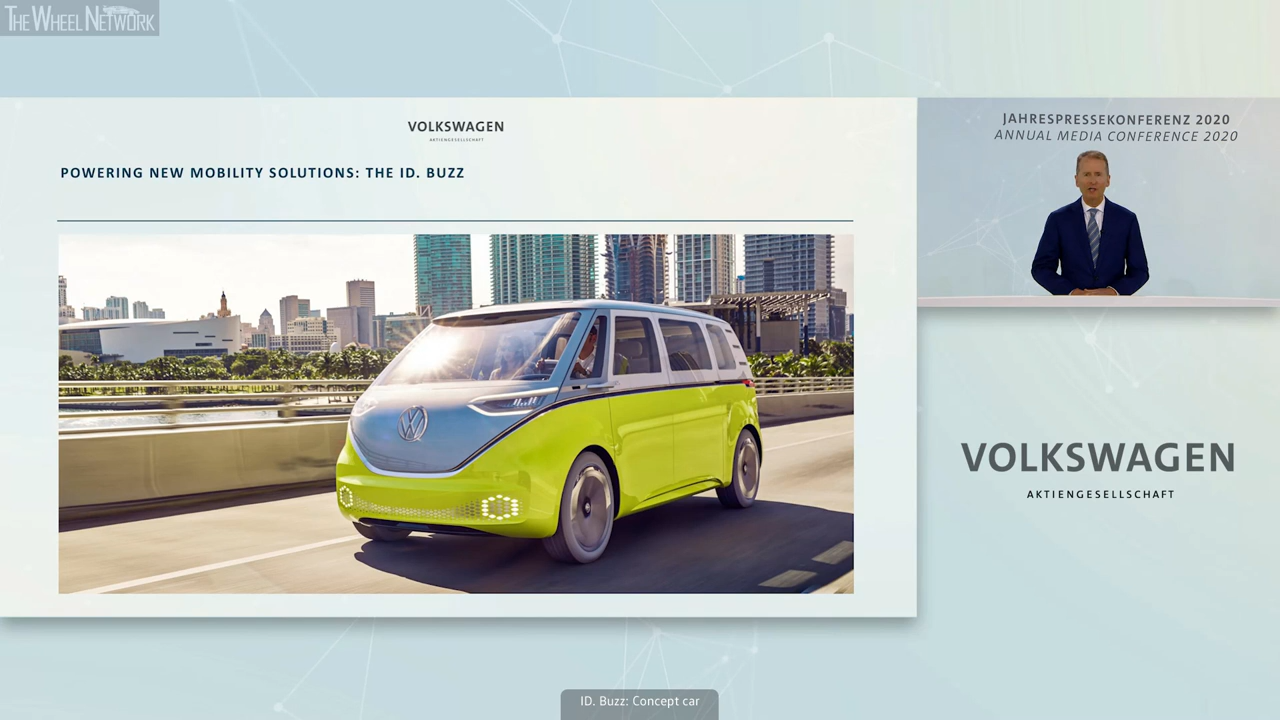 THE WHEEL NETWORK
VOLKSWAGEN
AKTIENGESELLSCHAFT
POWERING NEW MOBILITY SOLUTIONS: THE ID. BUZZ
JAHRESPRESSEKONFERENZ 2020
ANNUAL MEDIA CONFERENCE 2020
VOLKSWAGEN
AKTIENGESELLSCHAFT
ID. Buzz: Concept car